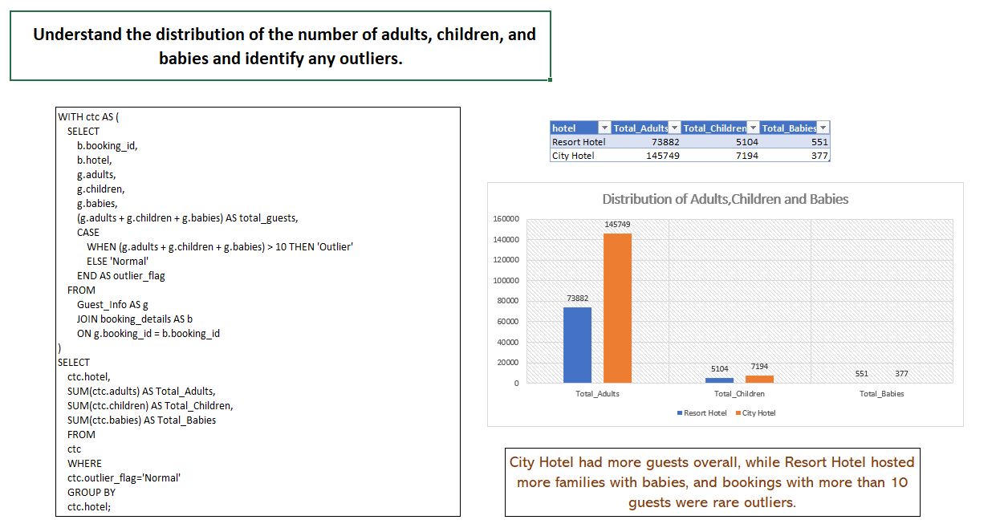 Understand the distribution of the number of adults, children, and
babies and identify any outliers.
WITH ctc AS (
SELECT
b.booking_id,
b.hotel,
g.adults,
g.children,
g.babies,
(g.adults + g.children + g.babies) AS total_guests,
CASE
WHEN (g.adults + g.children + g.babies) > 10 THEN 'Outlier'
ELSE 'Normal'
END AS outlier_flag
FROM
Guest_Info AS g
JOIN booking_details AS b
ON g.booking_id = b.booking_id
)
SELECT
ctc.hotel,
SUM(ctc.adults) AS Total_Adults,
SUM(ctc.children) AS Total_Children,
SUM(ctc.babies) AS Total_Babies
FROM
ctc
WHERE
ctc.outlier_flag='Normal'
GROUP BY
ctc.hotel;
hotel Total_Adults Total_Children Total_Babies
Resort Hotel 73882 5104 551
City Hotel 145749 7194 377
Distribution of Adults,Children and Babies
160000
140000
120000
100000
80000
60000
40000
20000
0
145749
73882
5104
7194
551
377
Total_Adults Total_Children Total_Babies
Resort Hotel City Hotel
City Hotel had more guests overall, while Resort Hotel hosted
more families with babies, and bookings with more than 10
guests were rare outliers.